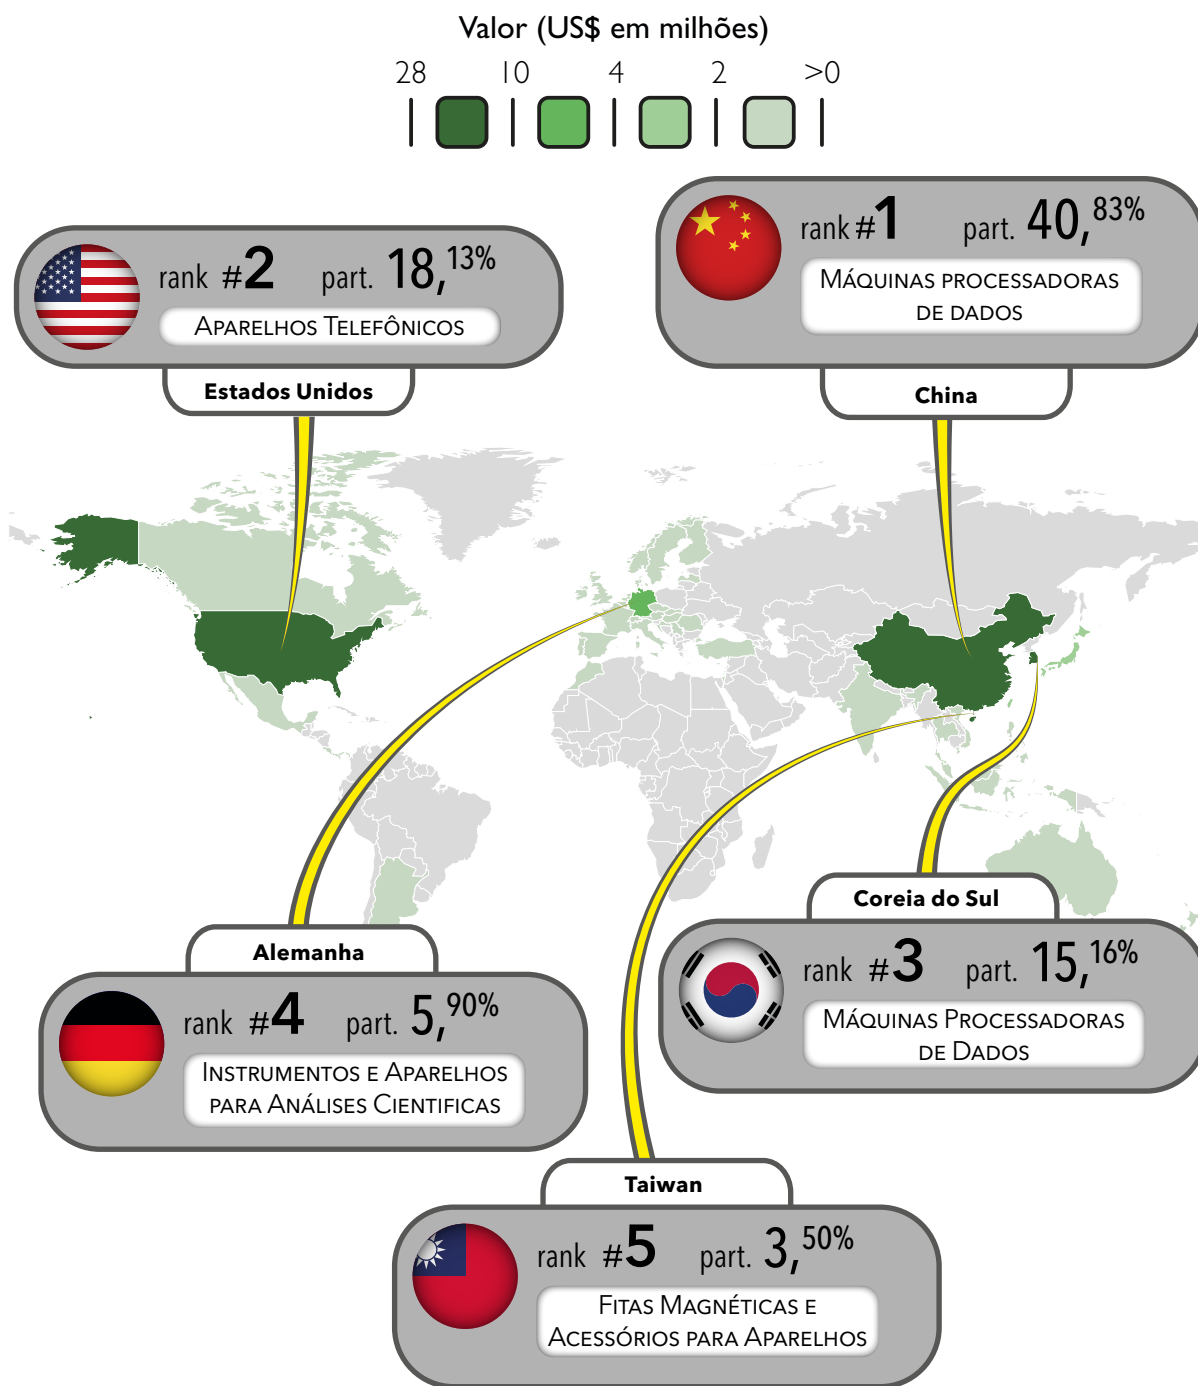 Valor (US$ em milhões)
28 10 4 2 >0
rank #1 part. 40,83%
MÁQUINAS PROCESSADORAS
DE DADOS
China
rank #2 part. 18,13%
APARELHOS TELEFÔNICOS
Estados Unidos
Coreia do Sul
rank #3 part. 15,16%
MÁQUINAS PROCESSADORAS
DE DADOS
Alemanha
rank #4 part. 5,90%
INSTRUMENTOS E APARELHOS
PARA ANÁLISES CIENTIFICAS
Taiwan
rank #5 part. 3,50%
FITAS MAGNÉTICAS E
ACESSÓRIOS PARA APARELHOS